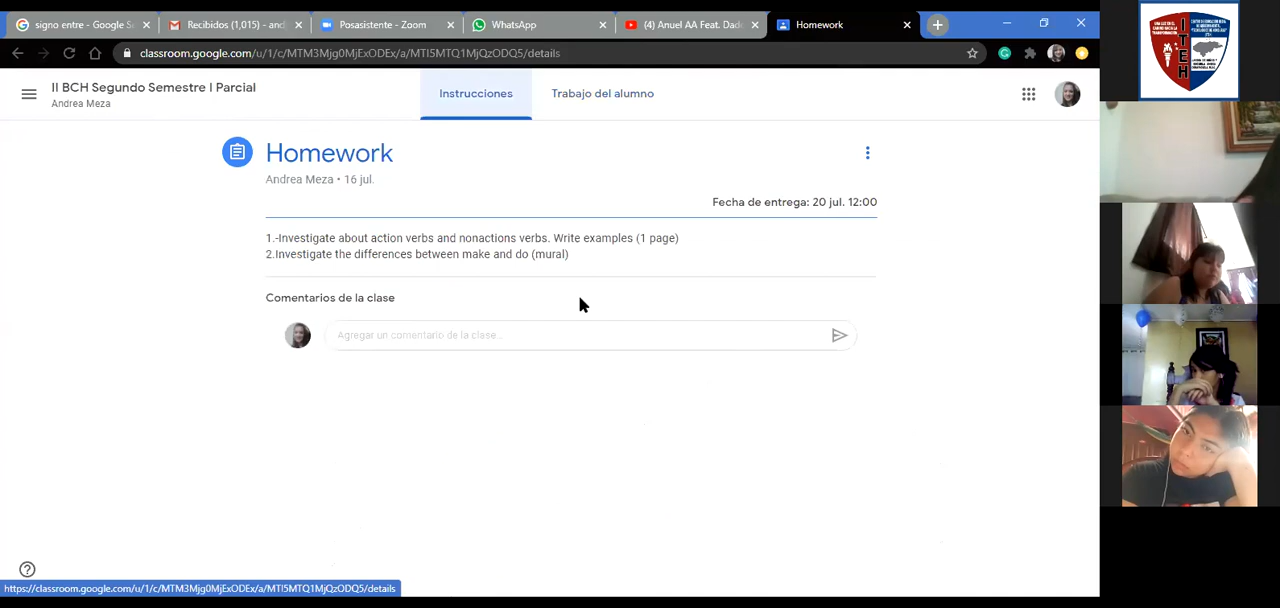 signo entre - Google Se
Recibidos (1,015) - and
Posasistente - Zoom
WhatsApp
(4) Anuel AA Feat. Dad
Homework
classroom.google.com/u/1/c/MTM3Mjg0MjExODEx/a/MTI5MTQ1MjQzODQ5/details
II BCH Segundo Semestre I Parcial
Andrea Meza
Instrucciones
Trabajo del alumno
Homework
Andrea Meza • 16 jul.
Fecha de entrega: 20 jul. 12:00
1.-Investigate about action verbs and nonactions verbs. Write examples (1 page)
2.Investigate the differences between make and do (mural)
Comentarios de la clase
Agregar un comentario de la clase...
https://classroom.google.com/u/1/c/MTM3Mjg0MjExODEx/a/MTI5MTQ1MjQzODQ5/details
ITEH